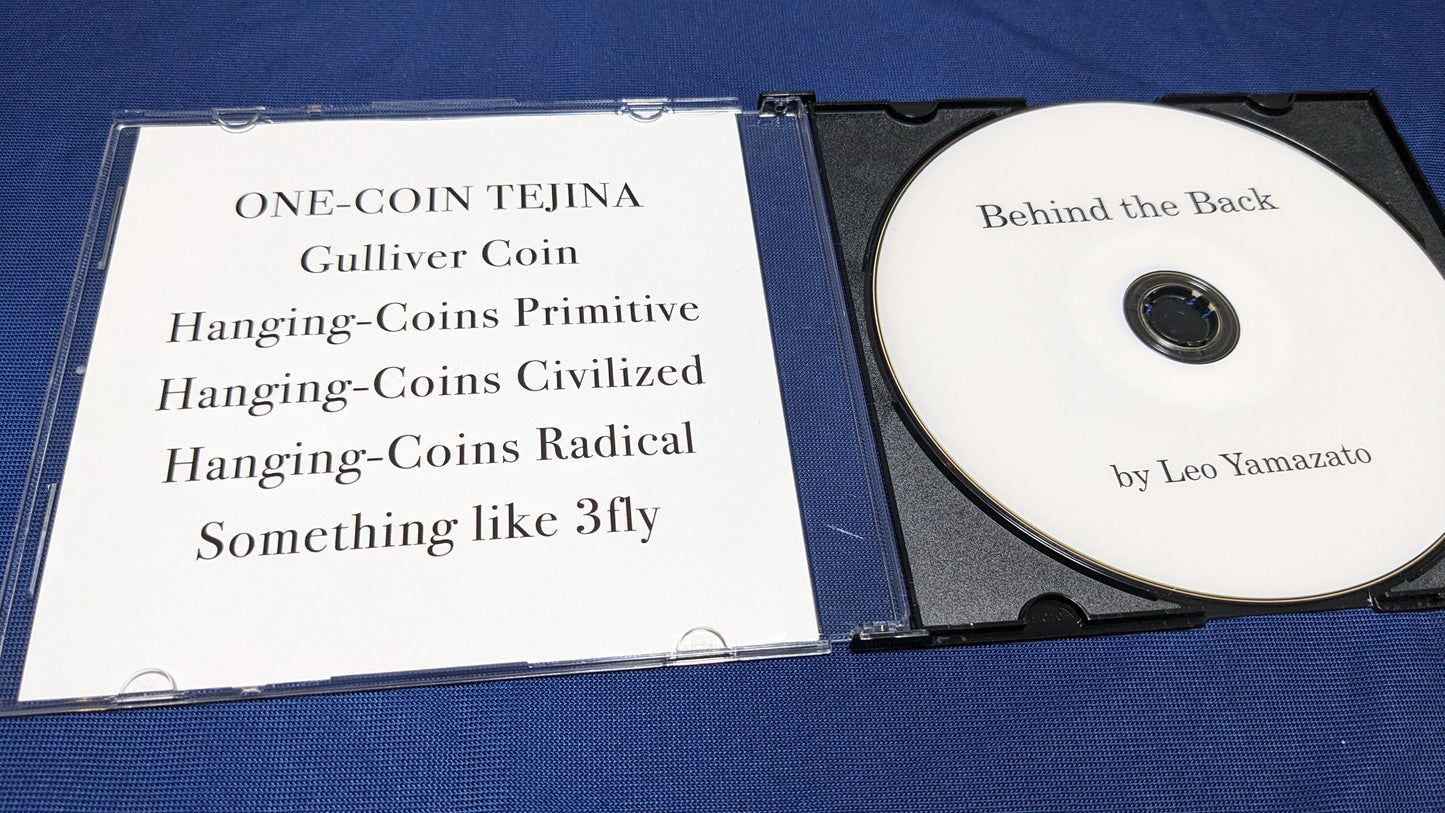 ONE-COIN TEJINA
Gulliver Coin
Hanging-Coins Primitive
Hanging-Coins Civilized
Hanging-Coins Radical
Something like 3fly
Behind the Back
by Leo Yamazato